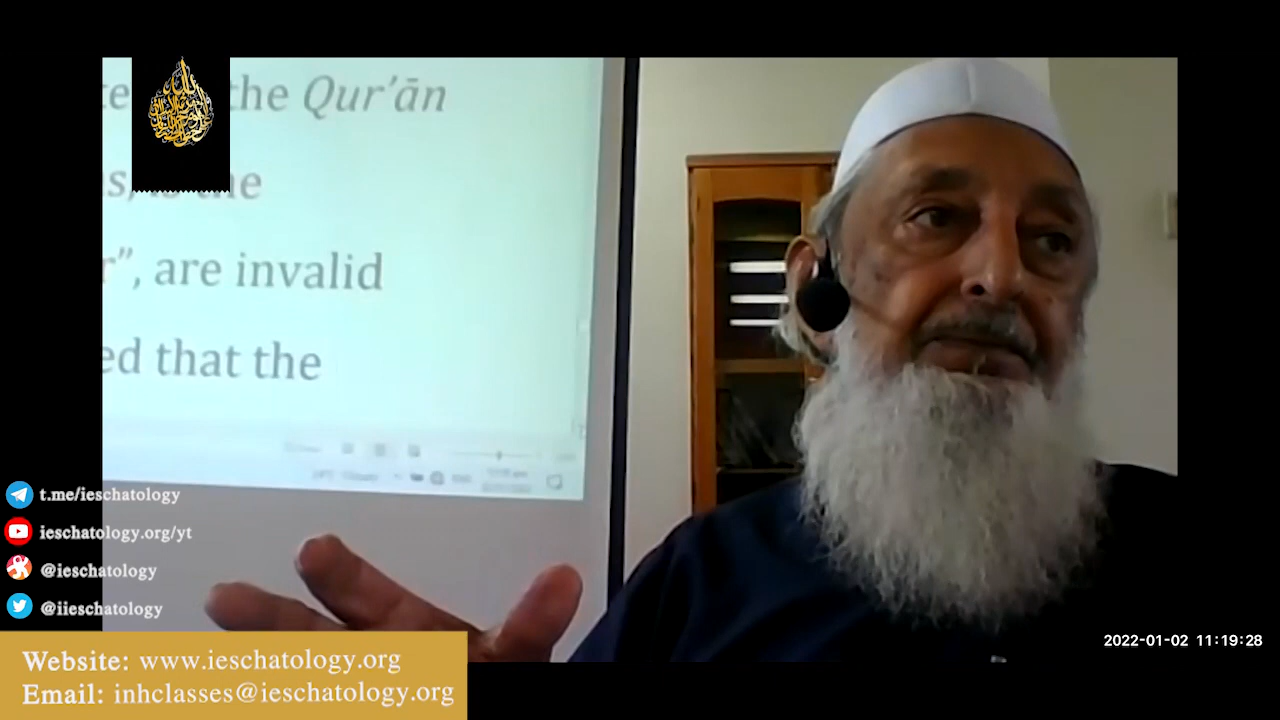 the Qur’ān
he
r”, are invalid
ed that the
t.me/ieschatology
ieschatology.org/yt
@ieschatology
@iieschatology
2022-01-02 11:19:28
Website: www.ieschatology.org
Email: inhclasses@ieschatology.org